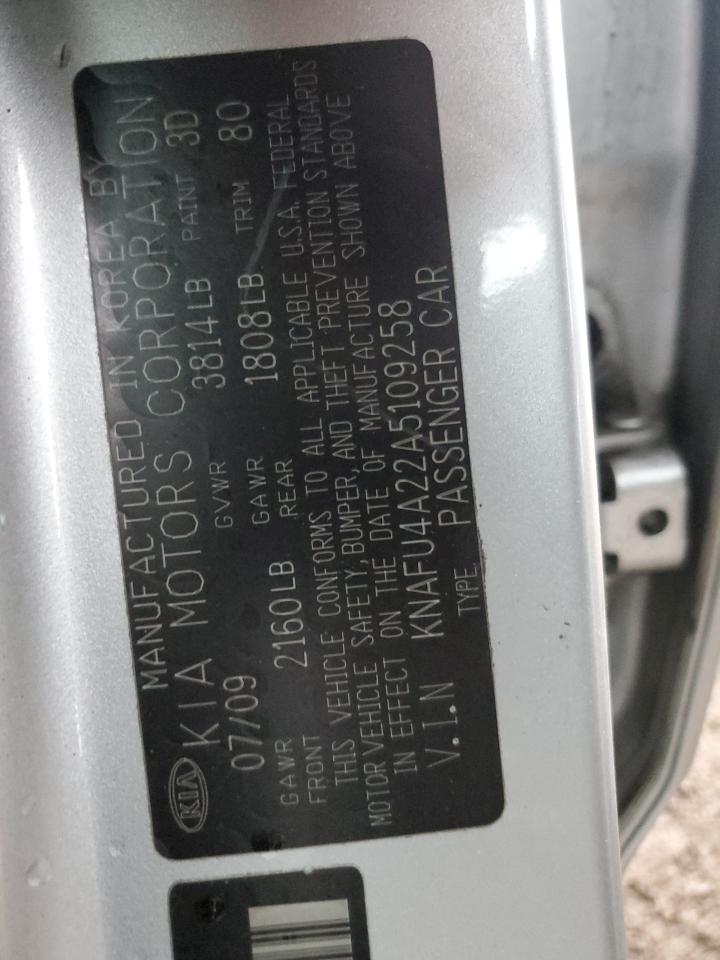 MANUFACTURED IN KOREA BY
KIA KIA MOTORS CORPORATION
07/09 GVWR 3814LB PAINT 3D
GAWR FRONT 2160LB GAWR REAR 1808LB TRIM 80
THIS VEHICLE CONFORMS TO ALL APPLICABLE U.S.A. FEDERAL
MOTOR VEHICLE SAFETY, BUMPER, AND THEFT PREVENTION STANDARDS
IN EFFECT ON THE DATE OF MANUFACTURE SHOWN ABOVE
V.I.N KNAFU4A22A5109258
TYPE PASSENGER CAR